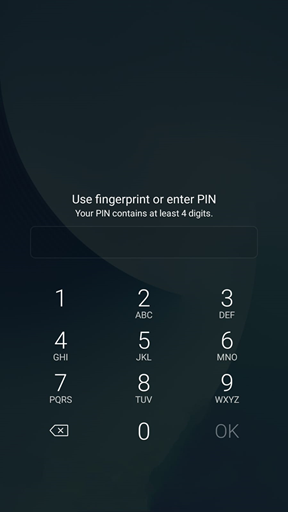 Use fingerprint or enter PIN
Your PIN contains at least 4 digits.
1 2 3
ABC DEF
4 5 6
GHI JKL MNO
7 8 9
PQRS TUV WXYZ
0 OK